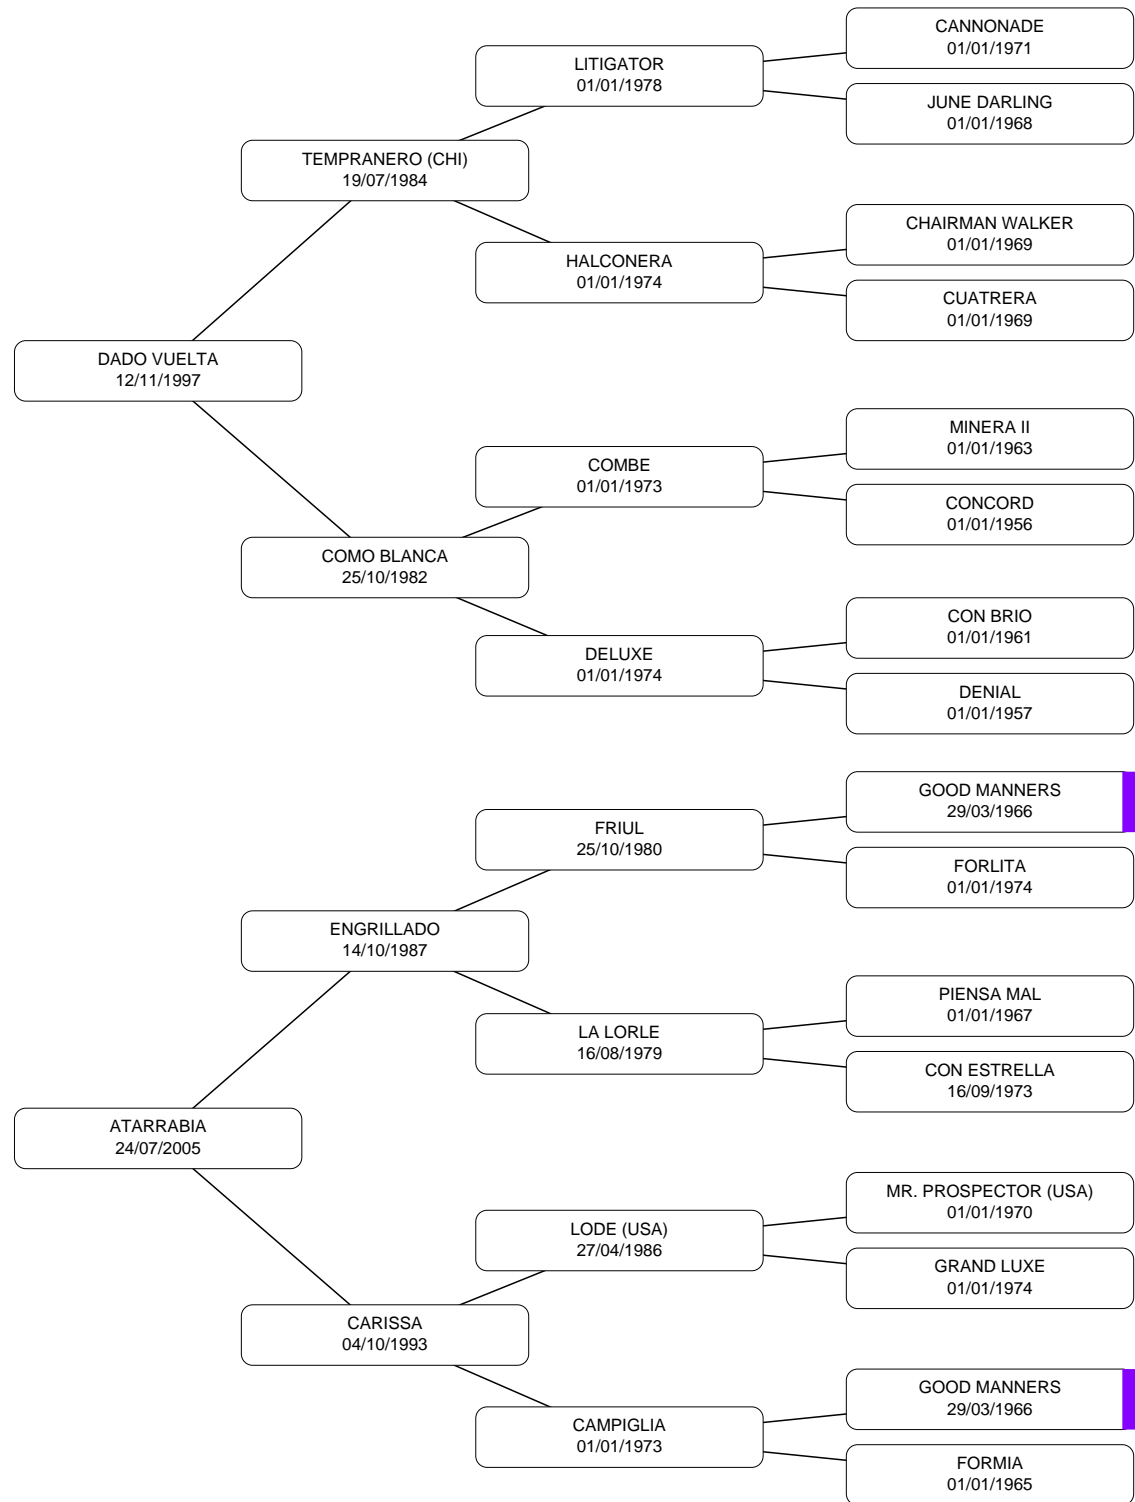 CANNONADE
01/01/1971
LITIGATOR
01/01/1978
JUNE DARLING
01/01/1968
TEMPRANERO (CHI)
19/07/1984
CHAIRMAN WALKER
01/01/1969
HALCONERA
01/01/1974
CUATRERA
01/01/1969
DADO VUELTA
12/11/1997
MINERA II
01/01/1963
COMBE
01/01/1973
CONCORD
01/01/1956
COMO BLANCA
25/10/1982
CON BRIO
01/01/1961
DELUXE
01/01/1974
DENIAL
01/01/1957
GOOD MANNERS
29/03/1966
FRIUL
25/10/1980
FORLITA
01/01/1974
ENGRILLADO
14/10/1987
PIENSA MAL
01/01/1967
LA LORLE
16/08/1979
CON ESTRELLA
16/09/1973
ATARRABIA
24/07/2005
MR. PROSPECTOR (USA)
01/01/1970
LODE (USA)
27/04/1986
GRAND LUXE
01/01/1974
CARISSA
04/10/1993
GOOD MANNERS
29/03/1966
CAMPIGLIA
01/01/1973
FORMIA
01/01/1965